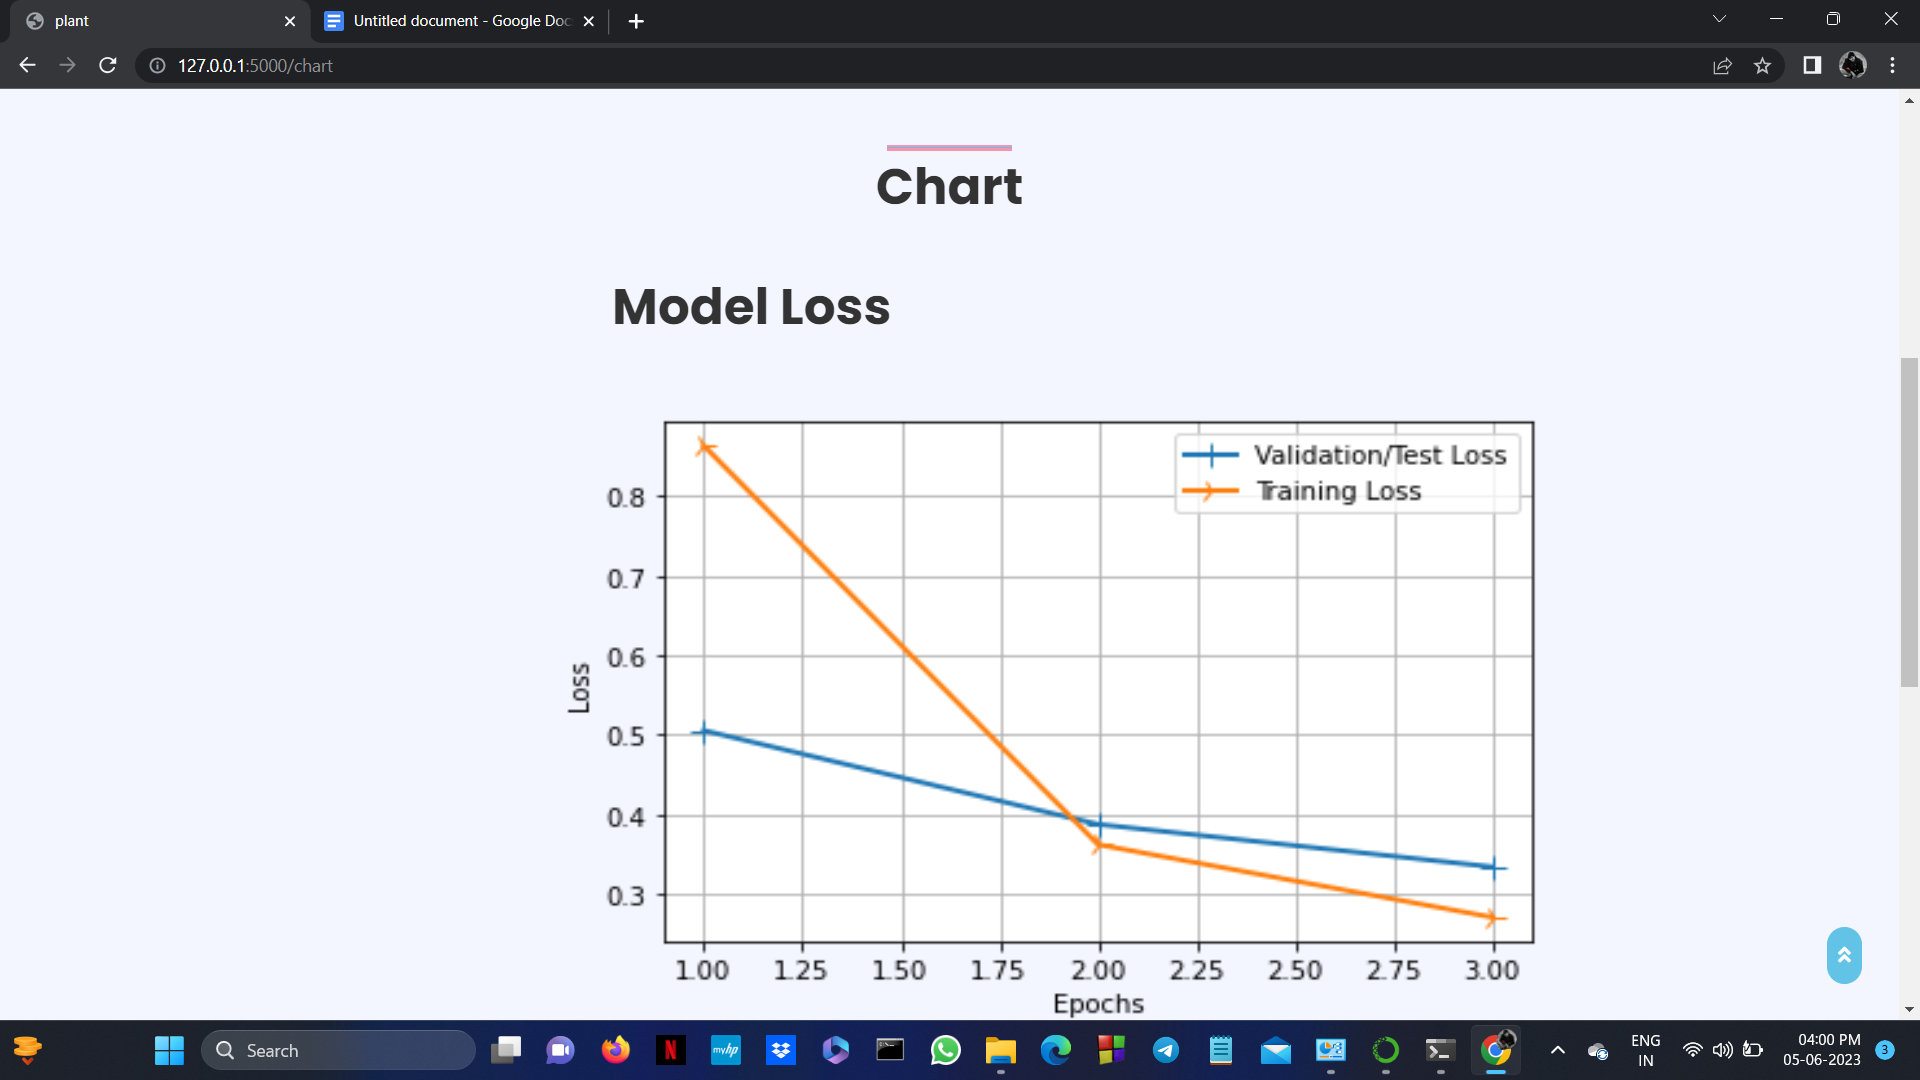 plant
Untitled document - Google Doc
127.0.0.1:5000/chart
Chart
Model Loss
Validation/Test Loss
Training Loss
0.8
0.7
0.6
0.5
0.4
0.3
Loss
1.00 1.25 1.50 1.75 2.00 2.25 2.50 2.75 3.00
Epochs
Search
N
myhp
ENG
IN
04:00 PM
05-06-2023
3